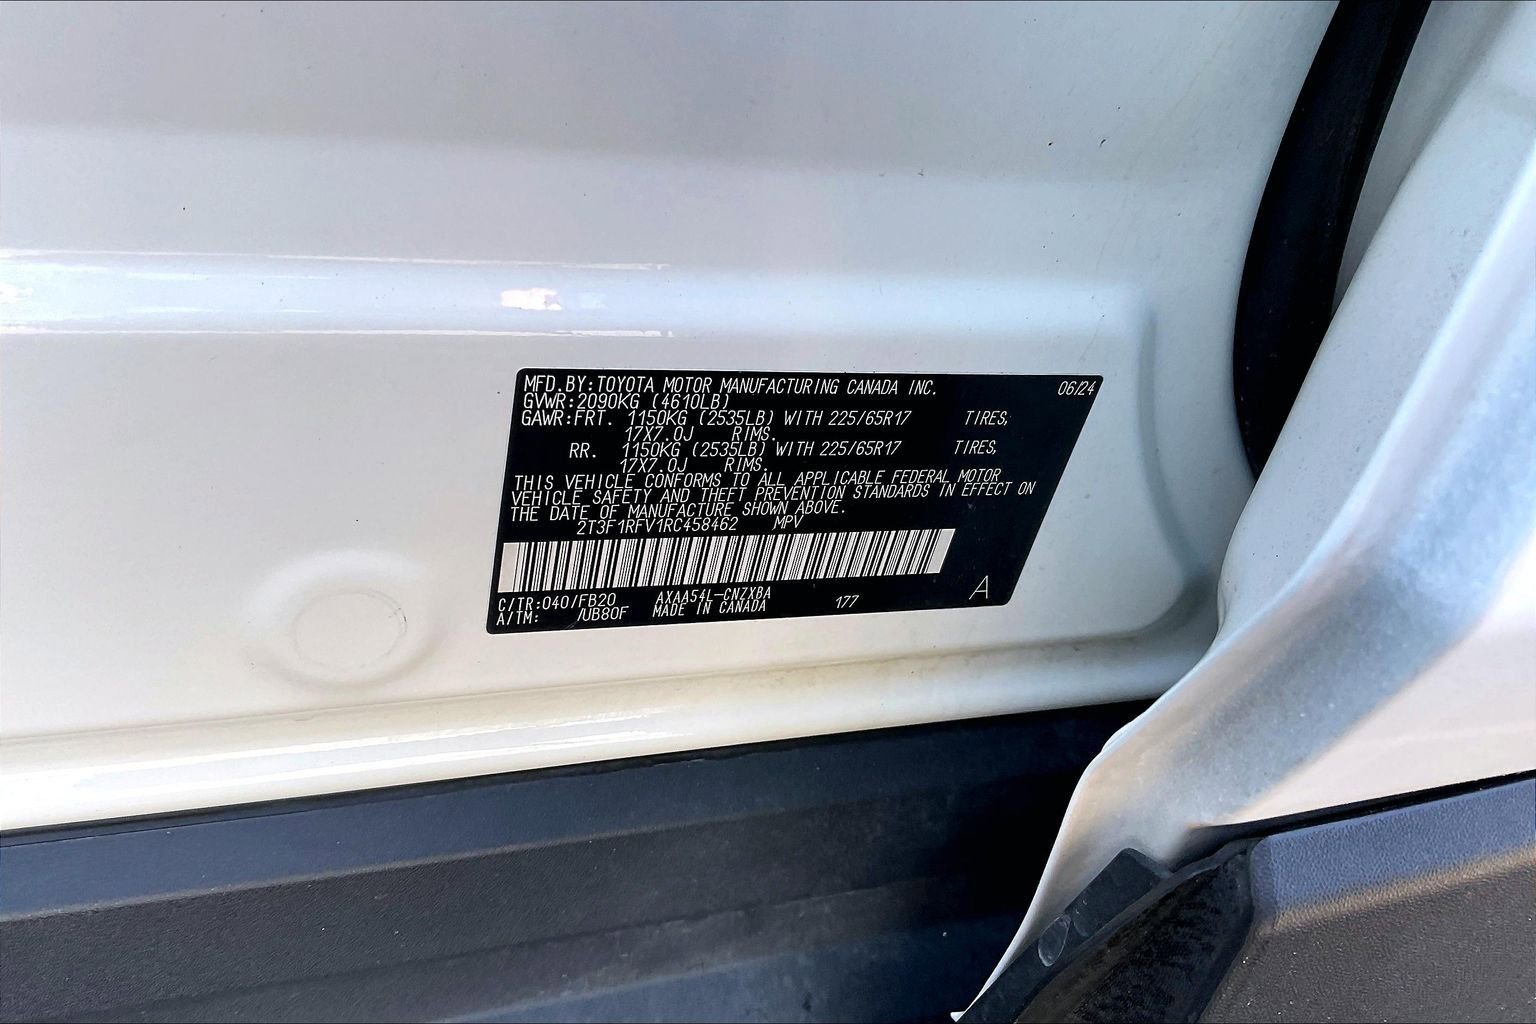 MFD.BY:TOYOTA MOTOR MANUFACTURING CANADA INC. 06/24
GVWR:2090KG (4610LB)
GAWR:FRT. 1150KG (2535LB) WITH 225/65R17 TIRES,
17X7.0J RIMS.
RR. 1150KG (2535LB) WITH 225/65R17 TIRES,
17X7.0J RIMS.
THIS VEHICLE CONFORMS TO ALL APPLICABLE FEDERAL MOTOR
VEHICLE SAFETY AND THEFT PREVENTION STANDARDS IN EFFECT ON
THE DATE OF MANUFACTURE SHOWN ABOVE.
2T3F1RFV1RC458462 MPV
C/TR:040/FB20 AXAA54L-CNZXBA 177 A
A/TM: /UB80F MADE IN CANADA